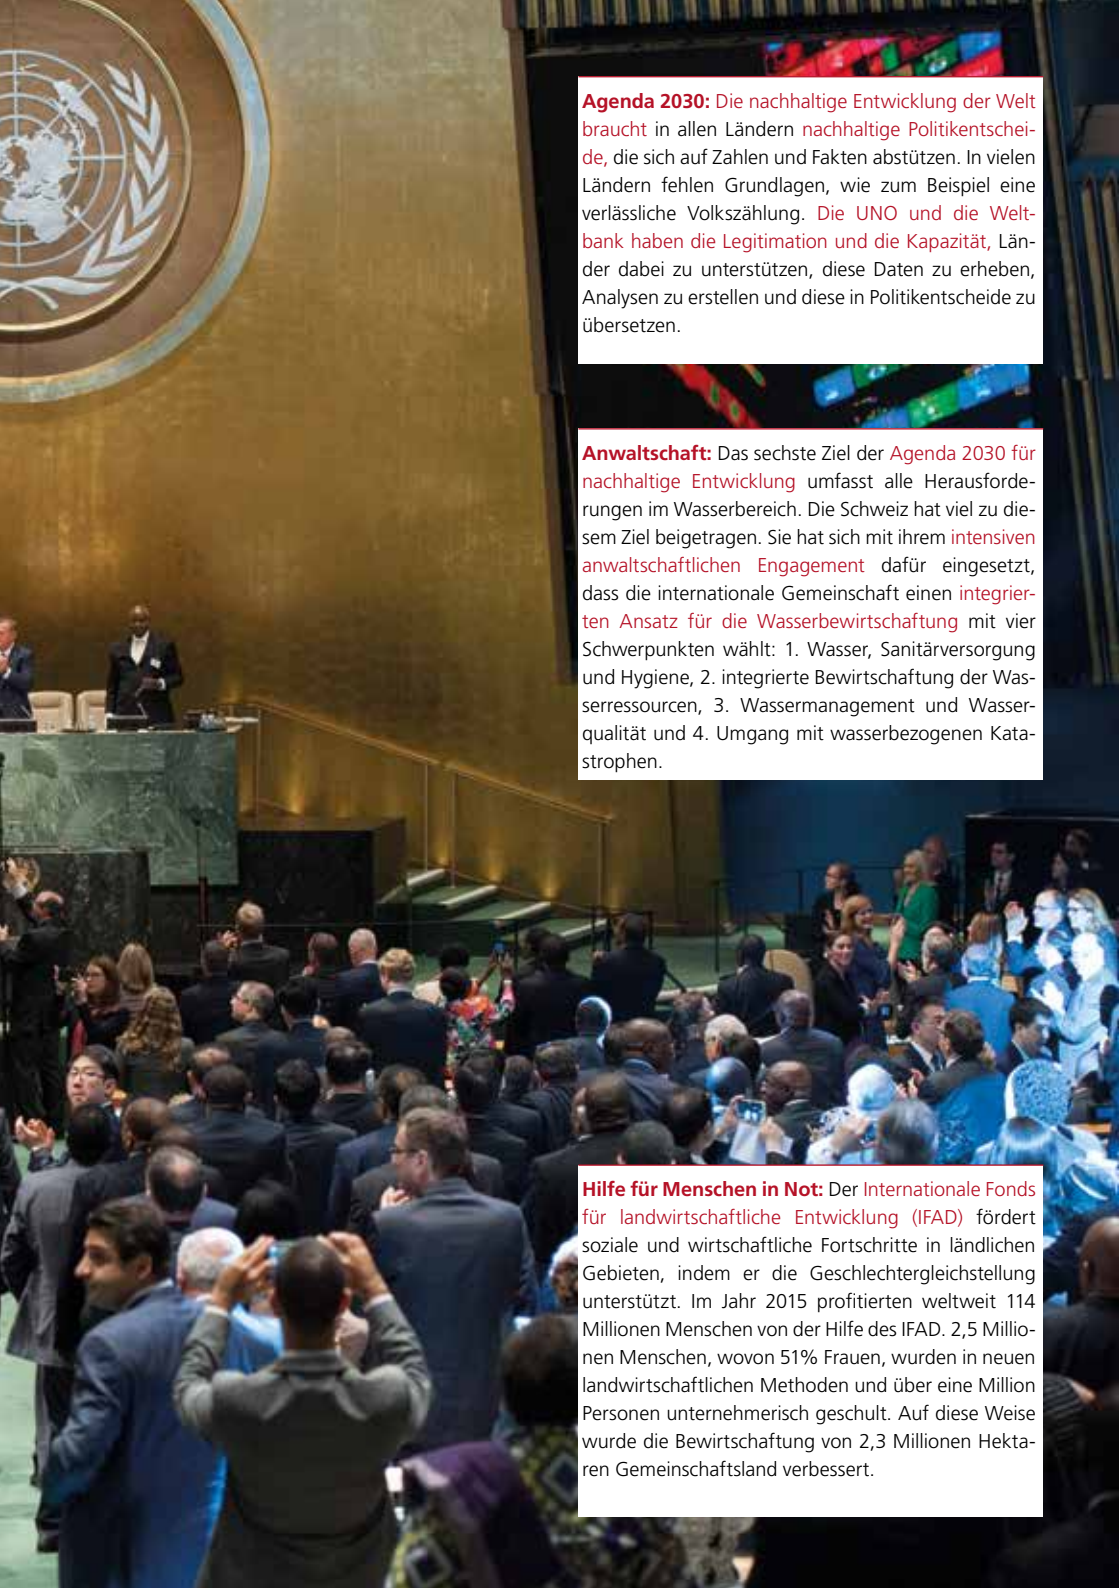 Agenda 2030: Die nachhaltige Entwicklung der Welt
braucht in allen Ländern nachhaltige Politikentschei-
de, die sich auf Zahlen und Fakten abstützen. In vielen
Ländern fehlen Grundlagen, wie zum Beispiel eine
verlässliche Volkszählung. Die UNO und die Welt-
bank haben die Legitimation und die Kapazität, Län-
der dabei zu unterstützen, diese Daten zu erheben,
Analysen zu erstellen und diese in Politikentscheide zu
übersetzen.
Anwaltschaft: Das sechste Ziel der Agenda 2030 für
nachhaltige Entwicklung umfasst alle Herausforde-
rungen im Wasserbereich. Die Schweiz hat viel zu die-
sem Ziel beigetragen. Sie hat sich mit ihrem intensiven
anwaltschaftlichen Engagement dafür eingesetzt,
dass die internationale Gemeinschaft einen integrier-
ten Ansatz für die Wasserbewirtschaftung mit vier
Schwerpunkten wählt: 1. Wasser, Sanitärversorgung
und Hygiene, 2. integrierte Bewirtschaftung der Was-
serressourcen, 3. Wassermanagement und Wasser-
qualität und 4. Umgang mit wasserbezogenen Kata-
strophen.
Hilfe für Menschen in Not: Der Internationale Fonds
für landwirtschaftliche Entwicklung (IFAD) fördert
soziale und wirtschaftliche Fortschritte in ländlichen
Gebieten, indem er die Geschlechtergleichstellung
unterstützt. Im Jahr 2015 profitierten weltweit 114
Millionen Menschen von der Hilfe des IFAD. 2,5 Millio-
nen Menschen, wovon 51% Frauen, wurden in neuen
landwirtschaftlichen Methoden und über eine Million
Personen unternehmerisch geschult. Auf diese Weise
wurde die Bewirtschaftung von 2,3 Millionen Hekta-
ren Gemeinschaftsland verbessert.